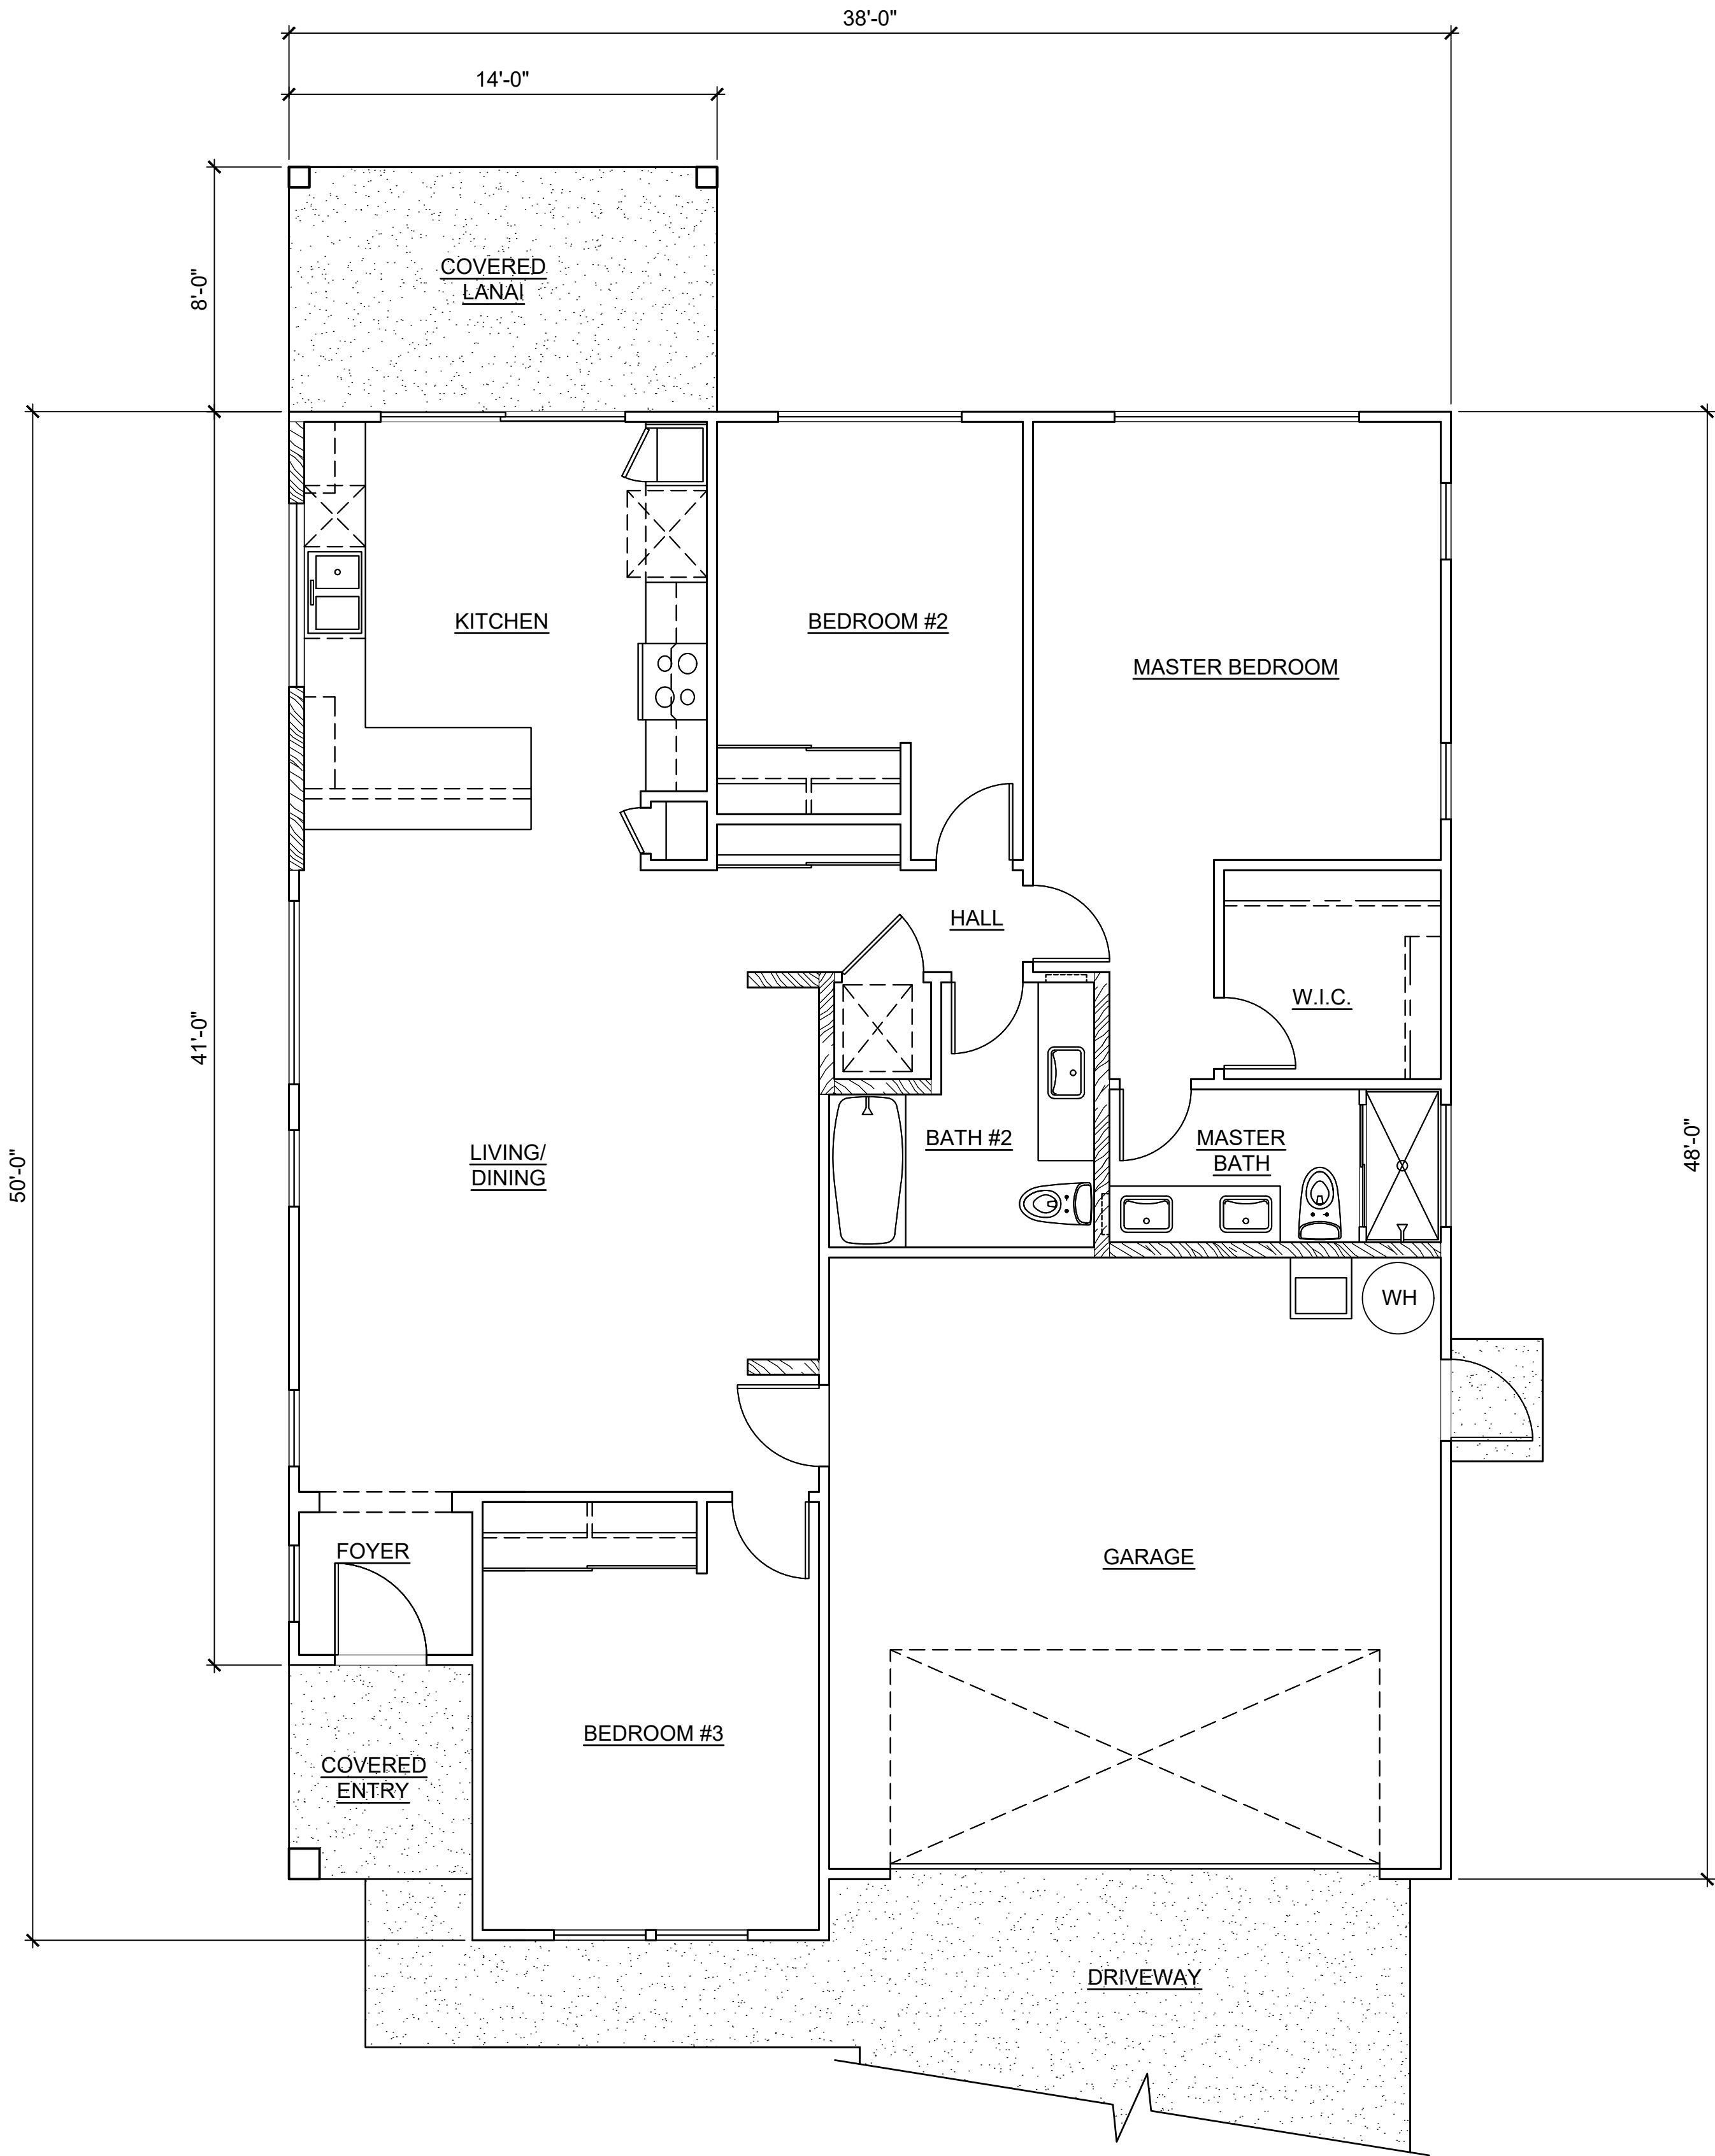 38'-0"
14'-0"
COVERED
LANAI
8'-0"
KITCHEN
BEDROOM #2
MASTER BEDROOM
HALL
W.I.C.
41'-0"
50'-0"
48'-0"
LIVING/
DINING
BATH #2
MASTER
BATH
WH
FOYER
GARAGE
BEDROOM #3
COVERED
ENTRY
DRIVEWAY